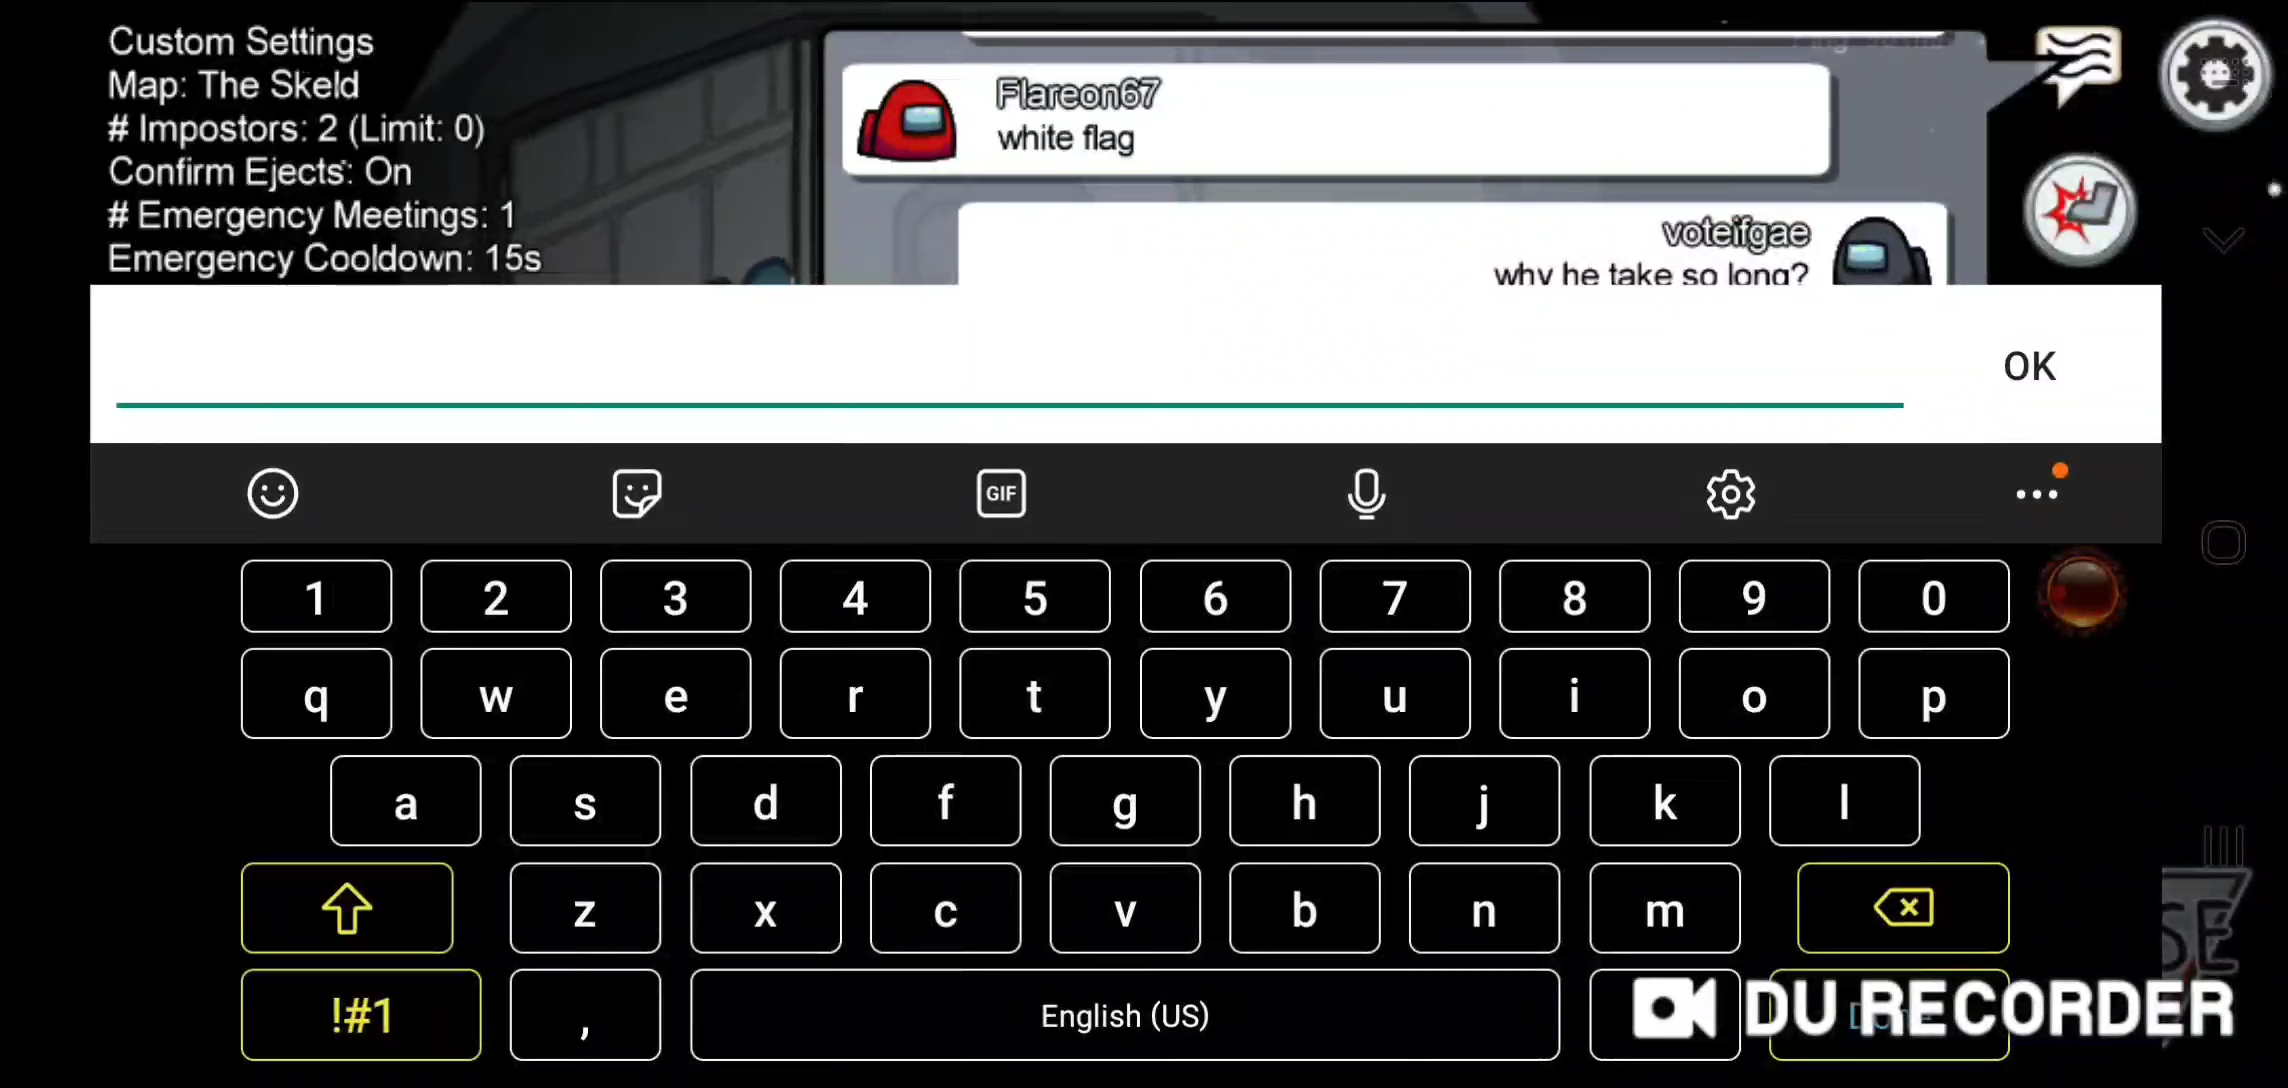 Custom Settings
Map: The Skeld
# Impostors: 2 (Limit: 0)
Confirm Ejects: On
# Emergency Meetings: 1
Emergency Cooldown: 15s
Flareon67
white flag
voteifgae
why he take so long?
OK
GIF
1 2 3 4 5 6 7 8 9 0
q w e r t y u i o p
a s d f g h j k l
z x c v b n m
!#1 , English (US)
DU RECORDER